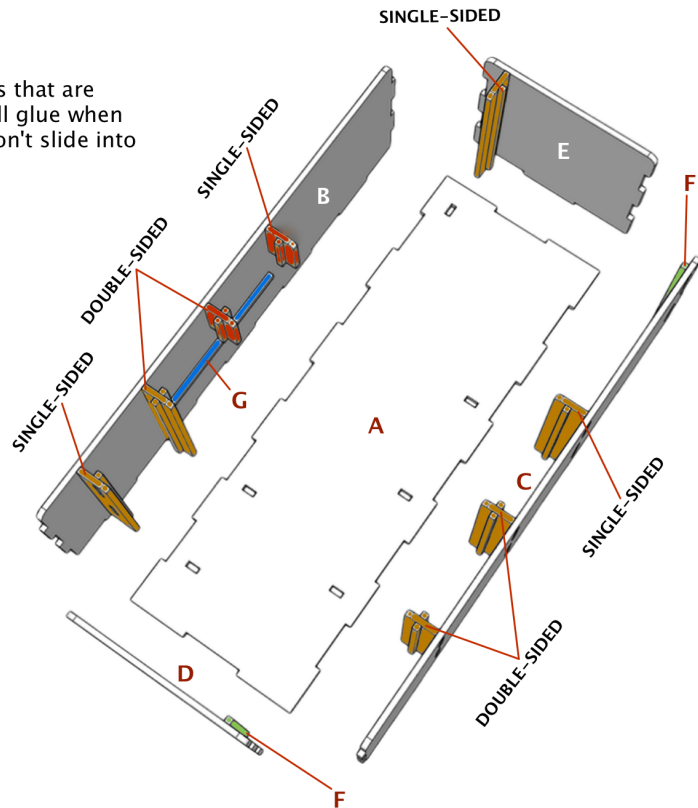 SINGLE-SIDED
s that are
ll glue when
on't slide into
SINGLE-SIDED
E
B
F
DOUBLE-SIDED
SINGLE-SIDED
G
A
C
SINGLE-SIDED
DOUBLE-SIDED
D
F